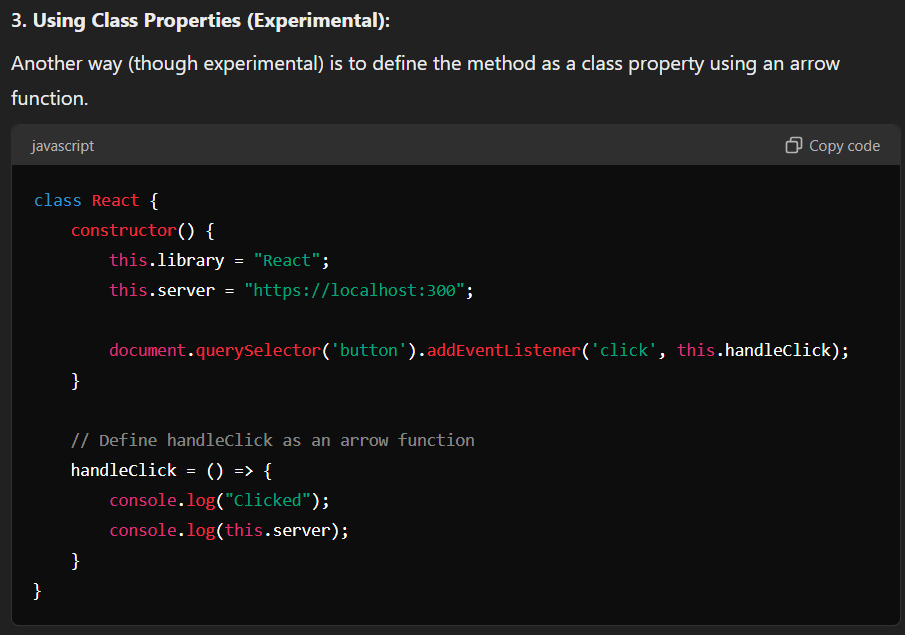 3. Using Class Properties (Experimental):
Another way (though experimental) is to define the method as a class property using an arrow
function.
javascript
Copy code
class React {
    constructor() {
        this.library = "React";
        this.server = "https://localhost:300";

        document.querySelector('button').addEventListener('click', this.handleClick);
    }

    // Define handleClick as an arrow function
    handleClick = () => {
        console.log("Clicked");
        console.log(this.server);
    }
}